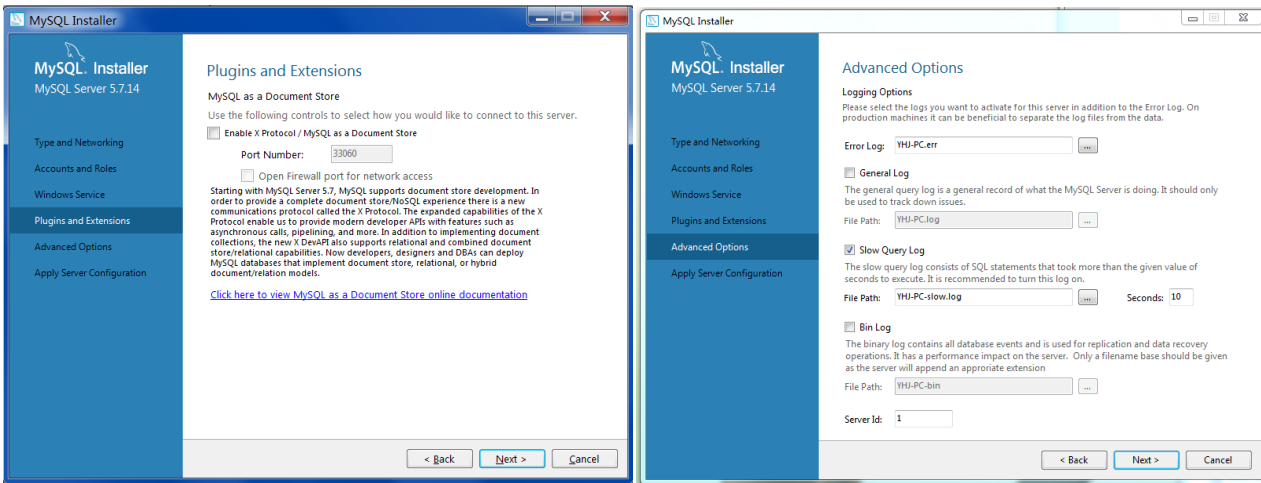 MySQL Installer
MySQL. Installer
MySQL Server 5.7.14
Type and Networking
Accounts and Roles
Windows Service
Plugins and Extensions
Advanced Options
Apply Server Configuration
Plugins and Extensions
MySQL as a Document Store
Use the following controls to select how you would like to connect to this server.
Enable X Protocol / MySQL as a Document Store
Port Number: 33060
Open Firewall port for network access
Starting with MySQL Server 5.7, MySQL supports document store development. In
order to provide a complete document store/NoSQL experience there is a new
communications protocol called the X Protocol. The expanded capabilities of the X
Protocol enable us to provide modern developer APIs with features such as
asynchronous calls, pipelining, and more. In addition to implementing document
collections, the new X DevAPI also supports relational and combined document
store/relational capabilities. Now developers, designers and DBAs can deploy
MySQL databases that implement document store, relational, or hybrid
document/relation models.
Click here to view MySQL as a Document Store online documentation
< Back Next > Cancel
MySQL Installer
MySQL. Installer
MySQL Server 5.7.14
Type and Networking
Accounts and Roles
Windows Service
Plugins and Extensions
Advanced Options
Apply Server Configuration
Advanced Options
Logging Options
Please select the logs you want to activate for this server in addition to the Error Log. On
production machines it can be beneficial to separate the log files from the data.
Error Log: YHJ-PC.err ...
General Log
The general query log is a general record of what the MySQL Server is doing. It should only
be used to track down issues.
File Path: YHJ-PC.log ...
Slow Query Log
The slow query log consists of SQL statements that took more than the given value of
seconds to execute. It is recommended to turn this log on.
File Path: YHJ-PC-slow.log ... Seconds: 10
Bin Log
The binary log contains all database events and is used for replication and data recovery
operations. It has a performance impact on the server. Only a filename base should be given
as the server will append an approriate extension
File Path: YHJ-PC-bin ...
Server Id: 1
< Back Next > Cancel